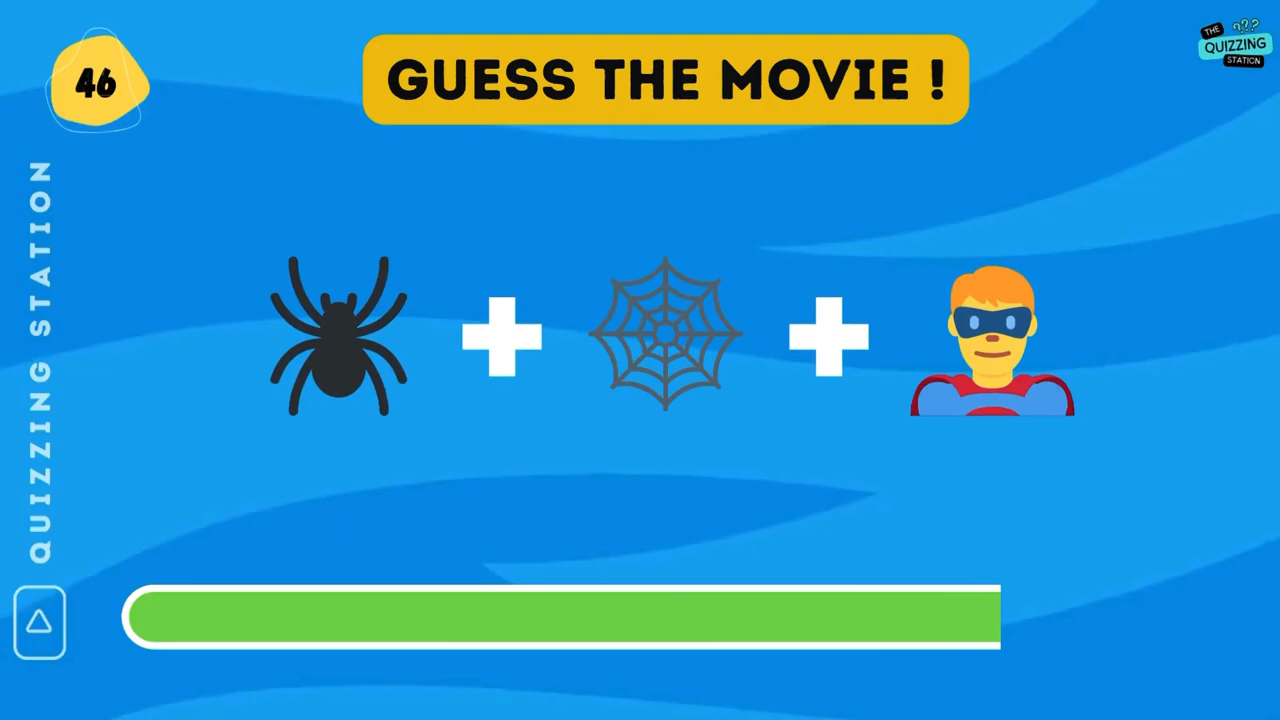 46
GUESS THE MOVIE !
THE
???
QUIZZING
STATION
QUIZZING STATION